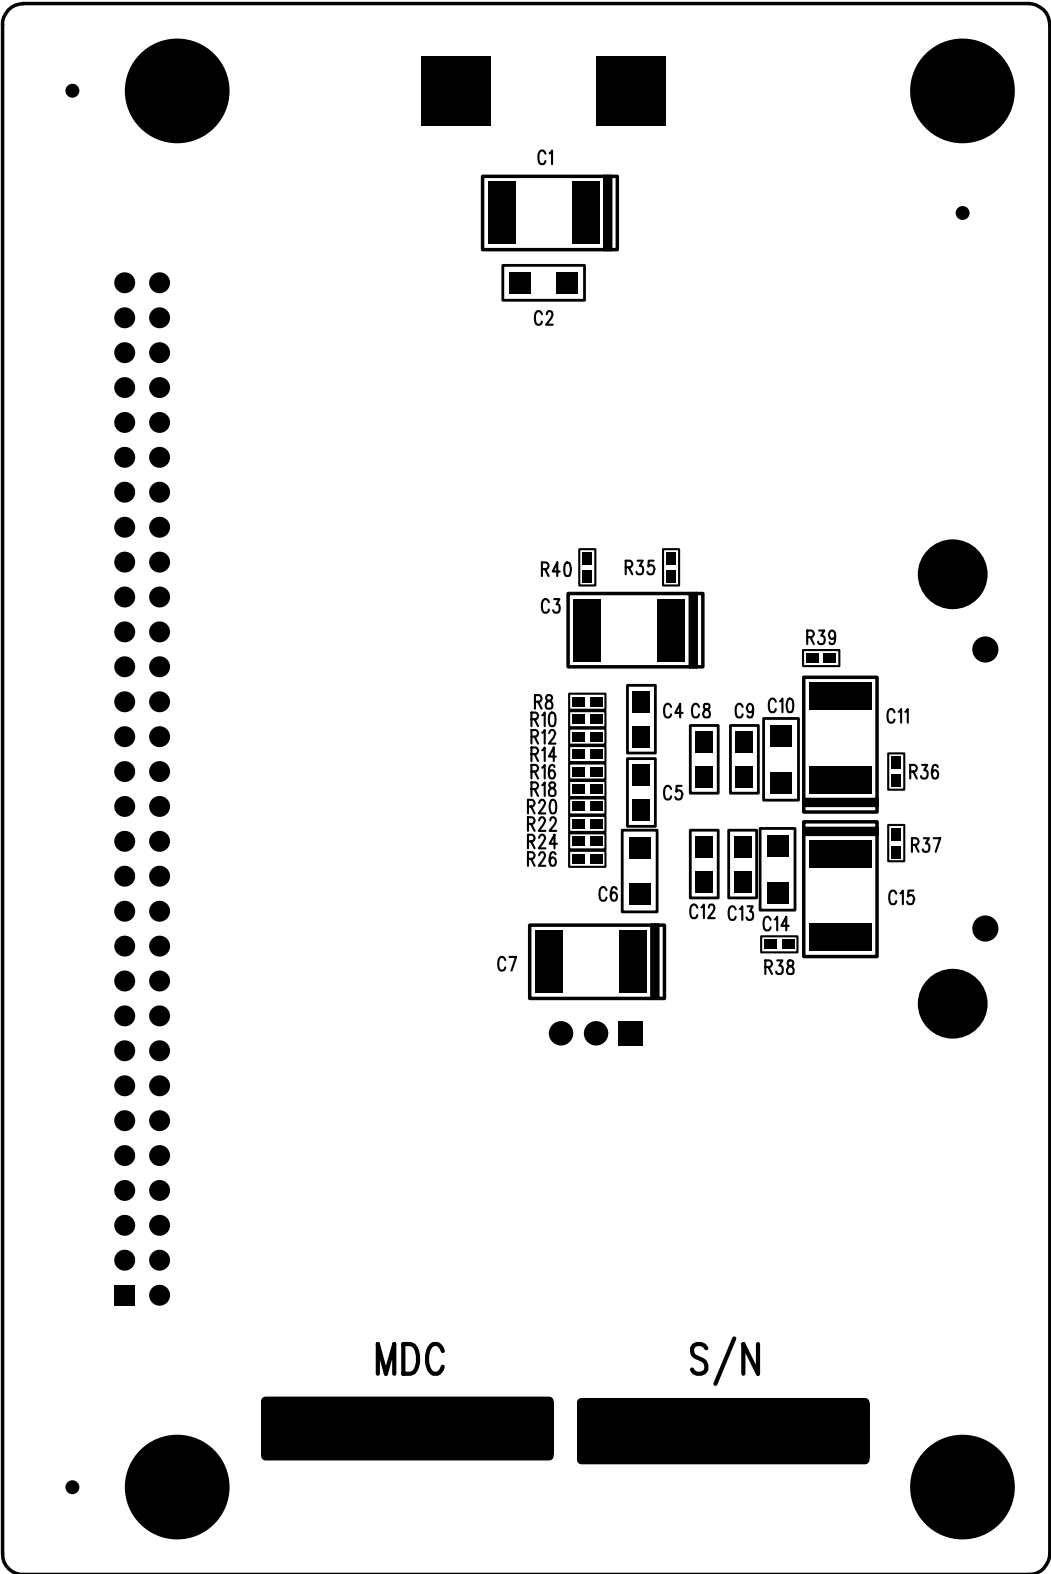 C1
C2
R40 R35
C3
R39
R8 C4 C8 C9 C10
R10 C11
R12
R14
R16 R36
R18 C5
R20
R22
R24 R37
R26
C6 C12 C13 C15
C14
C7 R38
MDC S/N